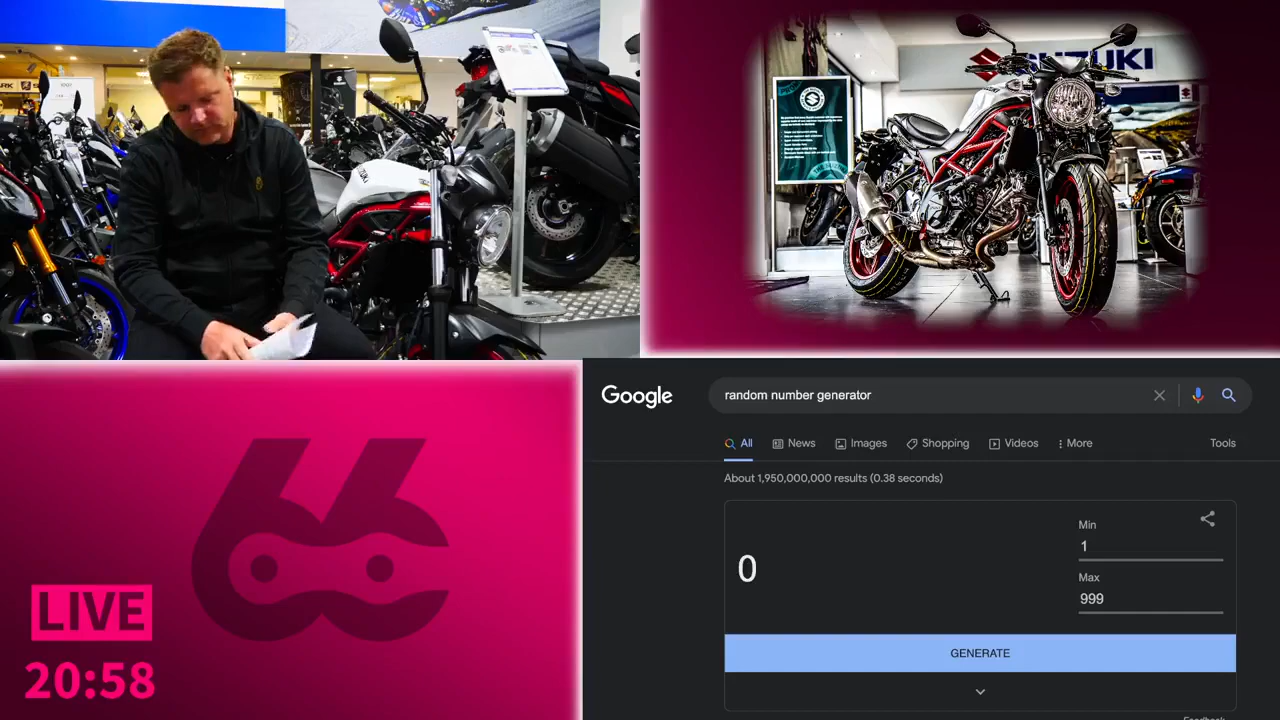 SUZUKI
Google
random number generator
All
News
Images
Shopping
Videos
More
Tools
About 1,950,000,000 results (0.38 seconds)
Min
1
0
Max
999
GENERATE
66
LIVE
20:58